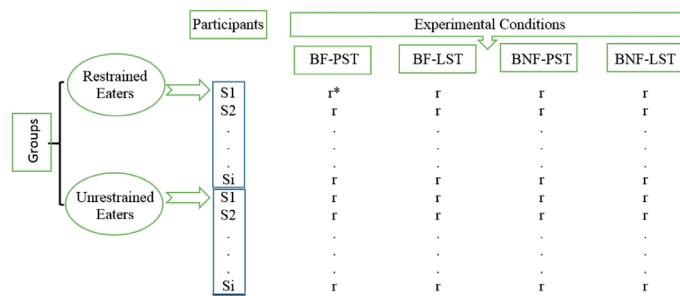 Participants
Experimental Conditions
BF-PST BF-LST BNF-PST BNF-LST
Groups
Restrained
Eaters
S1 r* r r r
S2 r r r r
. . . . .
. . . . .
. . . . .
Si r r r r
Unrestrained
Eaters
S1 r r r r
S2 r r r r
. . . . .
. . . . .
. . . . .
Si r r r r